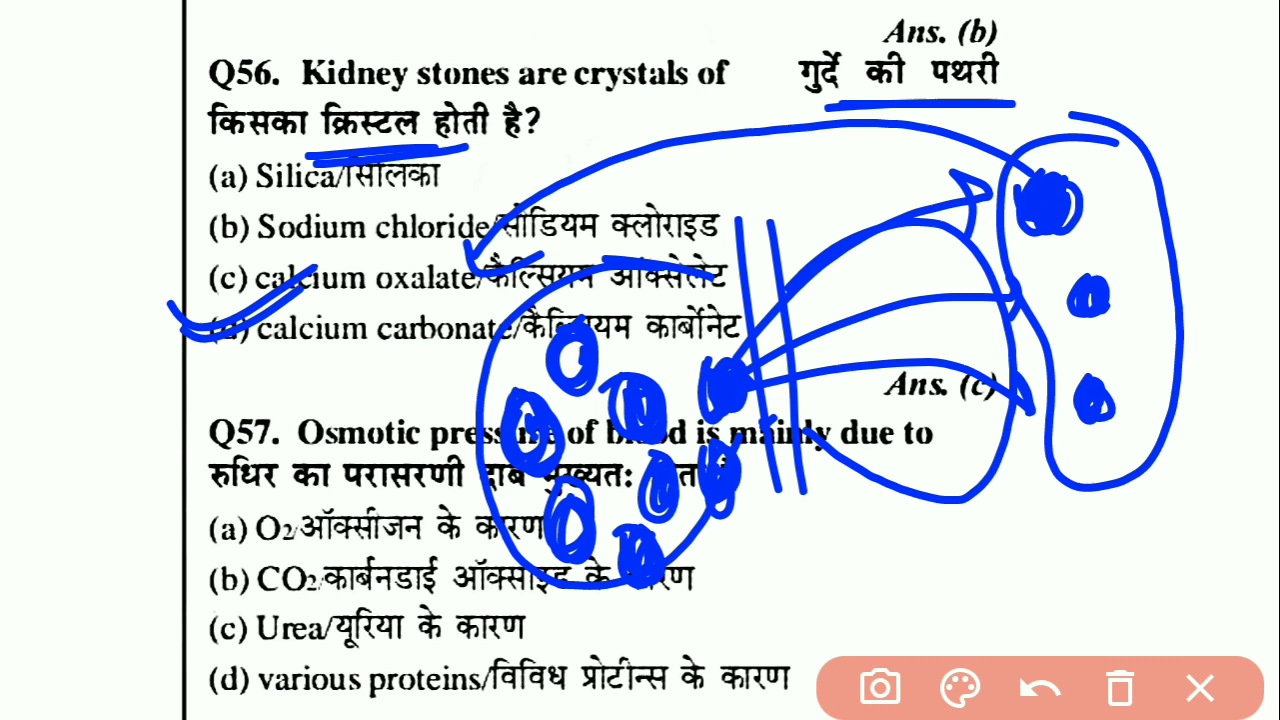 Ans. (b)
Q56. Kidney stones are crystals of गुर्दे की पथरी
किसका क्रिस्टल होती है?
(a) Silica/सिलिका
(b) Sodium chloride/सोडियम क्लोराइड
(c) calcium oxalate/कैल्सियम ऑक्सेलेट
(d) calcium carbonate/कैल्सियम कार्बोनेट
Ans. (c)
Q57. Osmotic pressure of blood is mainly due to
रुधिर का परासरणी दाब मुख्यत:
(a) O2/ऑक्सीजन के कारण
(b) CO2/कार्बनडाई ऑक्साइड के कारण
(c) Urea/यूरिया के कारण
(d) various proteins/विविध प्रोटीन्स के कारण